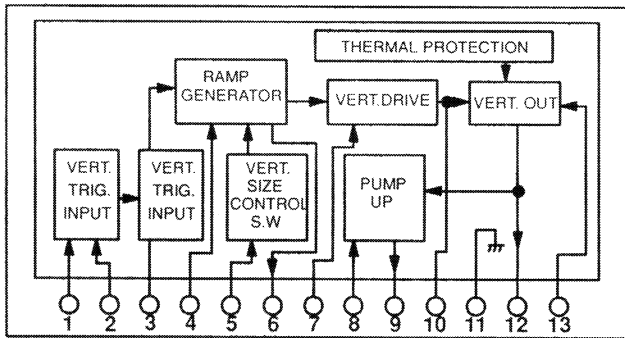 THERMAL PROTECTION
RAMP
GENERATOR
VERT.DRIVE
VERT. OUT
VERT.
TRIG.
INPUT
VERT.
TRIG.
INPUT
VERT.
SIZE
CONTROL
S.W
PUMP
UP
1 2 3 4 5 6 7 8 9 10 11 12 13